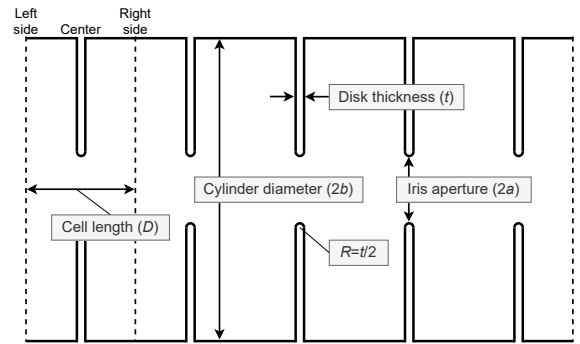 Left
side
Center
Right
side
Disk thickness (t)
Cylinder diameter (2b)
Iris aperture (2a)
Cell length (D)
R=t/2